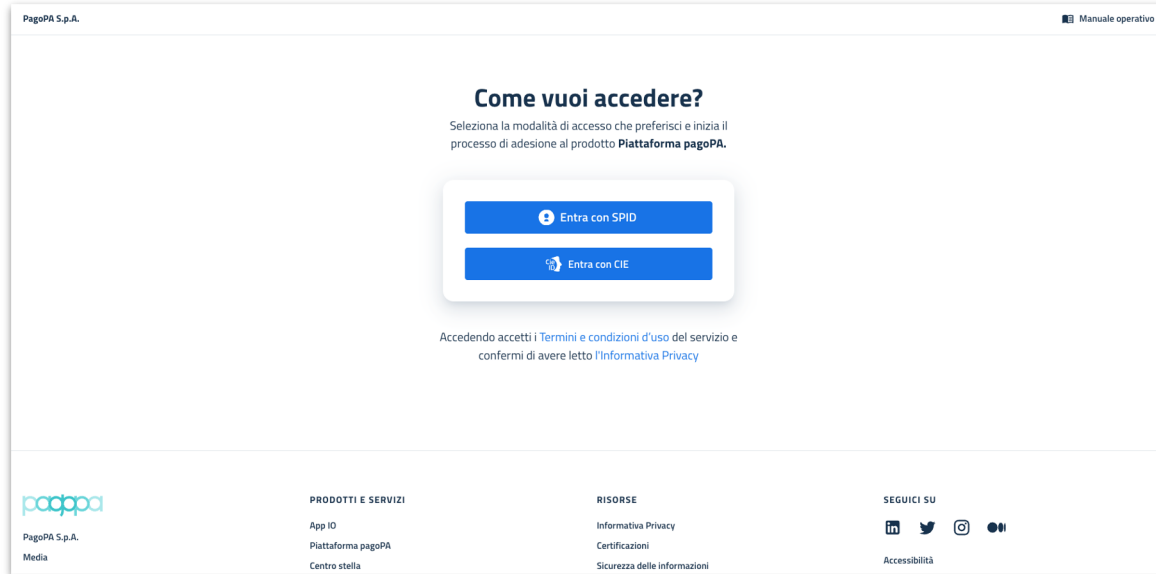 PagoPA S.p.A.
Manuale operativo
Come vuoi accedere?
Seleziona la modalità di accesso che preferisci e inizia il
processo di adesione al prodotto Piattaforma pagoPA.
Entra con SPID
Entra con CIE
Accedendo accetti i Termini e condizioni d’uso del servizio e
confermi di avere letto l’Informativa Privacy
pagopa
PagoPA S.p.A.
Media
PRODOTTI E SERVIZI
App IO
Piattaforma pagoPA
Centro stella
RISORSE
Informativa Privacy
Certificazioni
Sicurezza delle informazioni
SEGUICI SU
Accessibilità